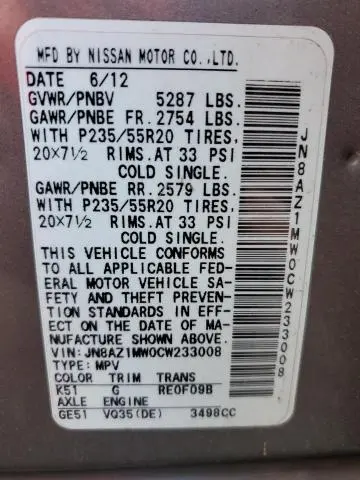 MFD BY NISSAN MOTOR CO.,LTD.
DATE 6/12
GVWR/PNBV 5287 LBS.
GAWR/PNBE FR.2754 LBS.
WITH P235/55R20 TIRES,
20×7½ RIMS.AT 33 PSI
COLD SINGLE.
GAWR/PNBE RR.2579 LBS.
WITH P235/55R20 TIRES,
20×7½ RIMS.AT 33 PSI
COLD SINGLE.
THIS VEHICLE CONFORMS
TO ALL APPLICABLE FED-
ERAL MOTOR VEHICLE SA-
FETY AND THEFT PREVEN-
TION STANDARDS IN EFF-
ECT ON THE DATE OF MA-
NUFACTURE SHOWN ABOVE.
VIN:JN8AZ1MW0CW233008
TYPE:MPV
COLOR TRIM TRANS
K51 G RE0F09B
AXLE ENGINE
GE51 VQ35(DE) 3498CC
JN8AZ1MW0CW233008